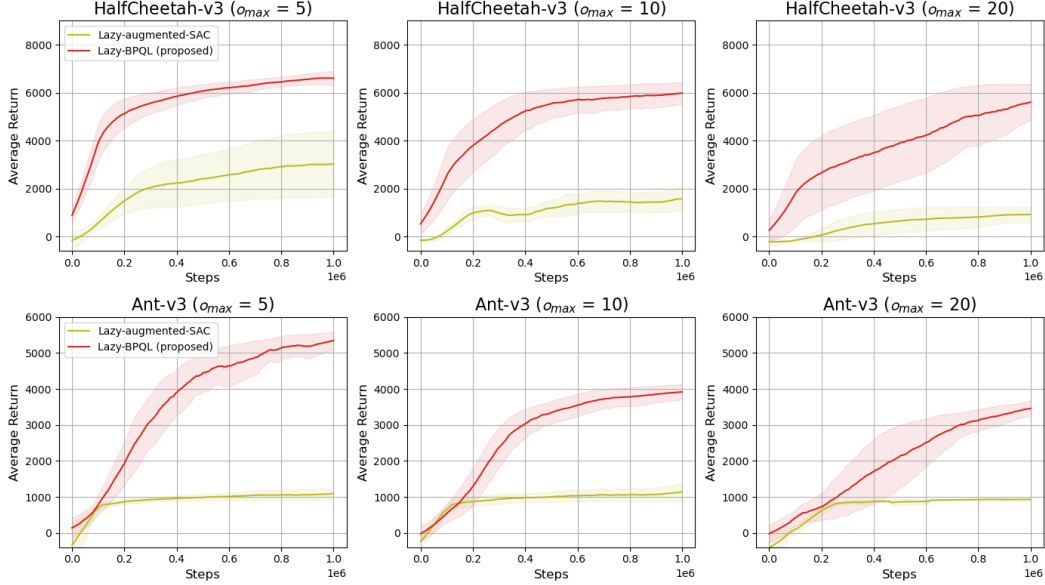 HalfCheetah-v3 (o_max = 5)
HalfCheetah-v3 (o_max = 10)
HalfCheetah-v3 (o_max = 20)
Lazy-augmented-SAC
Lazy-BPQL (proposed)
Average Return
8000
6000
4000
2000
0
0.0 0.2 0.4 0.6 0.8 1.0
1e6
Steps
Average Return
8000
6000
4000
2000
0
0.0 0.2 0.4 0.6 0.8 1.0
1e6
Steps
Average Return
8000
6000
4000
2000
0
0.0 0.2 0.4 0.6 0.8 1.0
1e6
Steps
Ant-v3 (o_max = 5)
Ant-v3 (o_max = 10)
Ant-v3 (o_max = 20)
Lazy-augmented-SAC
Lazy-BPQL (proposed)
Average Return
6000
5000
4000
3000
2000
1000
0
0.0 0.2 0.4 0.6 0.8 1.0
1e6
Steps
Average Return
6000
5000
4000
3000
2000
1000
0
0.0 0.2 0.4 0.6 0.8 1.0
1e6
Steps
Average Return
6000
5000
4000
3000
2000
1000
0
0.0 0.2 0.4 0.6 0.8 1.0
1e6
Steps